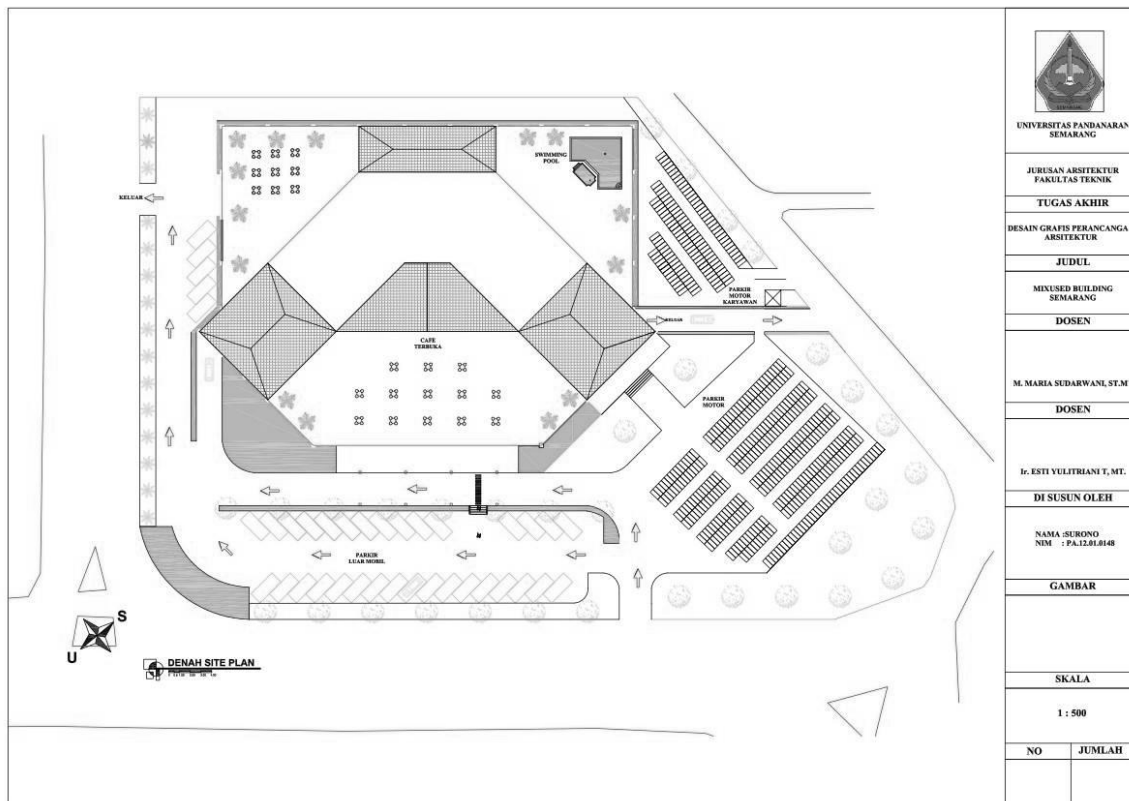 KELUAR
SWIMMING
POOL
PARKIR
MOTOR
KARYAWAN
KELUAR
CAFE
TERBUKA
PARKIR
MOTOR
PARKIR
LUAR MOBIL
S
U
DENAH SITE PLAN
UNIVERSITAS PANDANARAN
SEMARANG
JURUSAN ARSITEKTUR
FAKULTAS TEKNIK
TUGAS AKHIR
DESAIN GRAFIS PERANCANGA
ARSITEKTUR
JUDUL
MIXUSED BUILDING
SEMARANG
DOSEN
M. MARIA SUDARWANI, ST.M
DOSEN
Ir. ESTI YULITRIANI T, MT.
DI SUSUN OLEH
NAMA :SURONO
NIM : PA.12.01.0148
GAMBAR
SKALA
1 : 500
NO JUMLAH